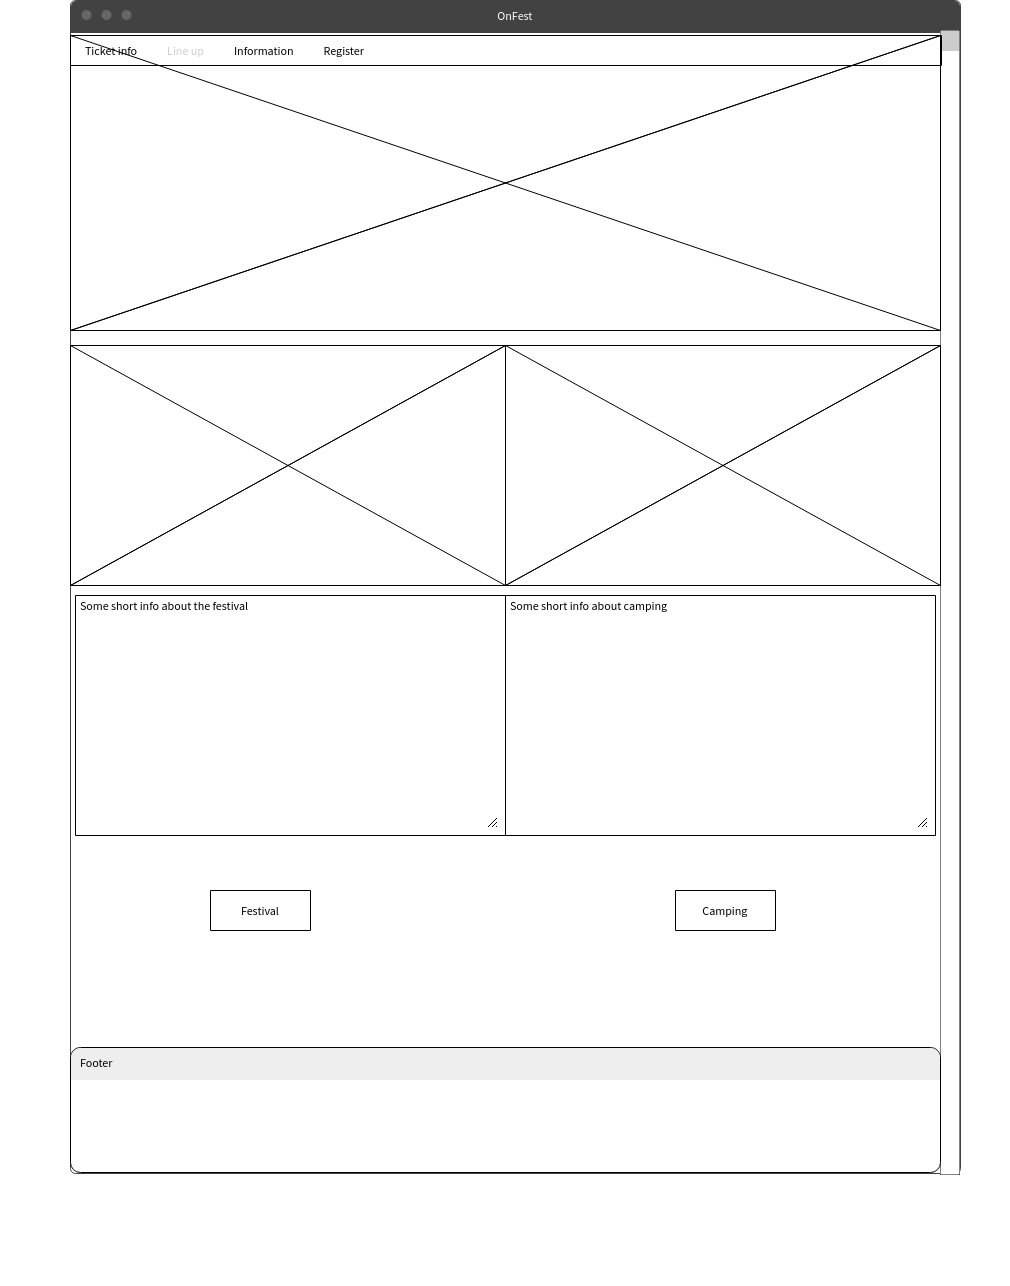 OnFest
Ticket info Line up Information Register
Some short info about the festival
Some short info about camping
Festival
Camping
Footer